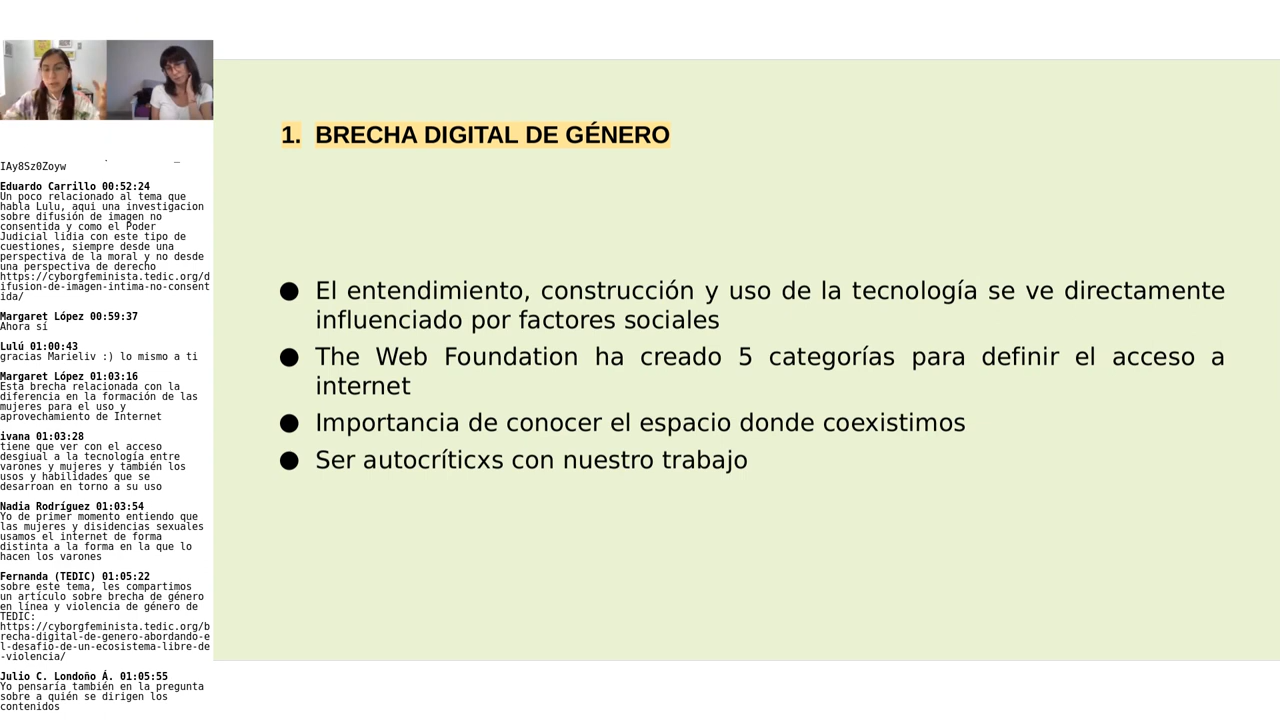 IAy8Sz0Zoyw
Eduardo Carrillo 00:52:24
Un poco relacionado al tema que
habla Lulu, aqui una investigacion
sobre difusión de imagen no
consentida y como el Poder
Judicial lidia con este tipo de
cuestiones, siempre desde una
perspectiva de la moral y no desde
una perspectiva de derecho
https://cyborgfeminista.tedic.org/d
ifusion-de-imagen-intima-no-consent
ida/
Margaret López 00:59:37
Ahora sí
Lulú 01:00:43
gracias Marieliv :) lo mismo a ti
Margaret López 01:03:16
Esta brecha relacionada con la
diferencia en la formación de las
mujeres para el uso y
aprovechamiento de Internet
ivana 01:03:28
tiene que ver con el acceso
desgiual a la tecnología entre
varones y mujeres y también los
usos y habilidades que se
desarroan en torno a su uso
Nadia Rodríguez 01:03:54
Yo de primer momento entiendo que
las mujeres y disidencias sexuales
usamos el internet de forma
distinta a la forma en la que lo
hacen los varones
Fernanda (TEDIC) 01:05:22
sobre este tema, les compartimos
un artículo sobre brecha de género
en línea y violencia de género de
TEDIC:
https://cyborgfeminista.tedic.org/b
recha-digital-de-genero-abordando-e
l-desafio-de-un-ecosistema-libre-de
-violencia/
Julio C. Londoño Á. 01:05:55
Yo pensaría también en la pregunta
sobre a quién se dirigen los
contenidos
1. BRECHA DIGITAL DE GÉNERO
● El entendimiento, construcción y uso de la tecnología se ve directamente
influenciado por factores sociales
● The Web Foundation ha creado 5 categorías para definir el acceso a
internet
● Importancia de conocer el espacio donde coexistimos
● Ser autocríticxs con nuestro trabajo